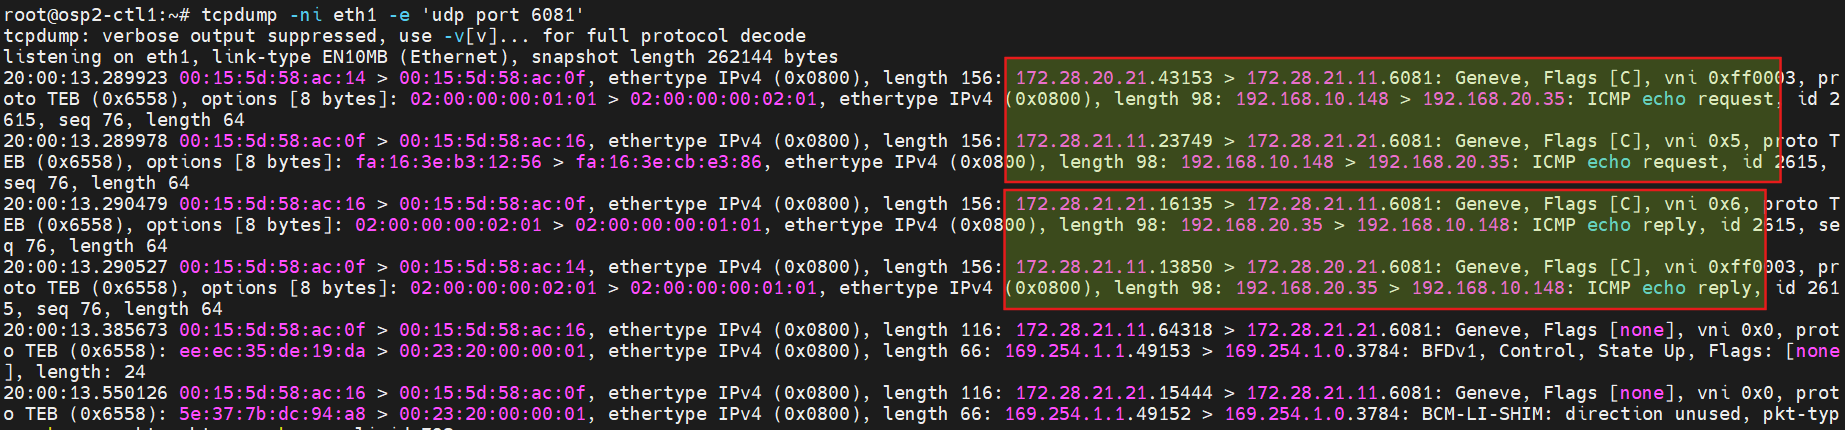 root@osp2-ctl1:~# tcpdump -ni eth1 -e 'udp port 6081'
tcpdump: verbose output suppressed, use -v[v]... for full protocol decode
listening on eth1, link-type EN10MB (Ethernet), snapshot length 262144 bytes
20:00:13.289923 00:15:5d:58:ac:14 > 00:15:5d:58:ac:0f, ethertype IPv4 (0x0800), length 156: 172.28.20.21.43153 > 172.28.21.11.6081: Geneve, Flags [C], vni 0xff0003, pr
oto TEB (0x6558), options [8 bytes]: 02:00:00:00:01:01 > 02:00:00:00:02:01, ethertype IPv4 (0x0800), length 98: 192.168.10.148 > 192.168.20.35: ICMP echo request, id 2
615, seq 76, length 64
20:00:13.289978 00:15:5d:58:ac:0f > 00:15:5d:58:ac:16, ethertype IPv4 (0x0800), length 156: 172.28.21.11.23749 > 172.28.21.21.6081: Geneve, Flags [C], vni 0x5, proto T
EB (0x6558), options [8 bytes]: fa:16:3e:b3:12:56 > fa:16:3e:cb:e3:86, ethertype IPv4 (0x0800), length 98: 192.168.10.148 > 192.168.20.35: ICMP echo request, id 2615,
seq 76, length 64
20:00:13.290479 00:15:5d:58:ac:16 > 00:15:5d:58:ac:0f, ethertype IPv4 (0x0800), length 156: 172.28.21.21.16135 > 172.28.21.11.6081: Geneve, Flags [C], vni 0x6, proto T
EB (0x6558), options [8 bytes]: 02:00:00:00:02:01 > 02:00:00:00:01:01, ethertype IPv4 (0x0800), length 98: 192.168.20.35 > 192.168.10.148: ICMP echo reply, id 2615, se
q 76, length 64
20:00:13.290527 00:15:5d:58:ac:0f > 00:15:5d:58:ac:14, ethertype IPv4 (0x0800), length 156: 172.28.21.11.13850 > 172.28.20.21.6081: Geneve, Flags [C], vni 0xff0003, pr
oto TEB (0x6558), options [8 bytes]: 02:00:00:00:02:01 > 02:00:00:00:01:01, ethertype IPv4 (0x0800), length 98: 192.168.20.35 > 192.168.10.148: ICMP echo reply, id 261
5, seq 76, length 64
20:00:13.385673 00:15:5d:58:ac:0f > 00:15:5d:58:ac:16, ethertype IPv4 (0x0800), length 116: 172.28.21.11.64318 > 172.28.21.21.6081: Geneve, Flags [none], vni 0x0, prot
o TEB (0x6558): ee:ec:35:de:19:da > 00:23:20:00:00:01, ethertype IPv4 (0x0800), length 66: 169.254.1.1.49153 > 169.254.1.0.3784: BFDv1, Control, State Up, Flags: [none
], length: 24
20:00:13.550126 00:15:5d:58:ac:16 > 00:15:5d:58:ac:0f, ethertype IPv4 (0x0800), length 116: 172.28.21.21.15444 > 172.28.21.11.6081: Geneve, Flags [none], vni 0x0, prot
o TEB (0x6558): 5e:37:7b:dc:94:a8 > 00:23:20:00:00:01, ethertype IPv4 (0x0800), length 66: 169.254.1.1.49152 > 169.254.1.0.3784: BCM-LI-SHIM: direction unused, pkt-typ